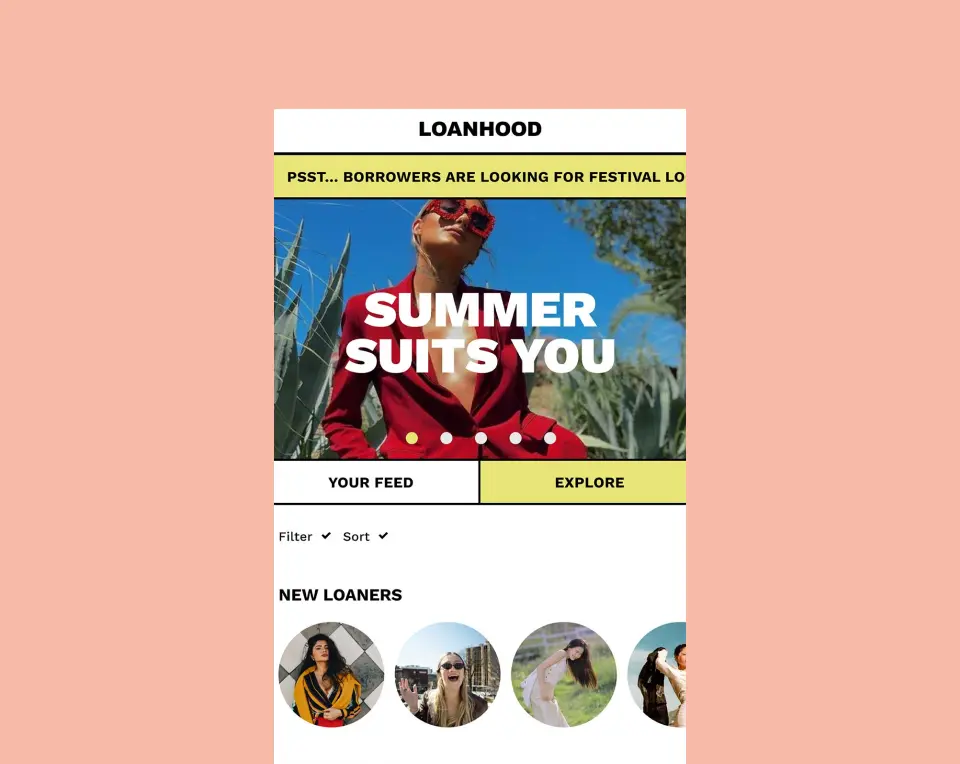 LOANHOOD
PSST... BORROWERS ARE LOOKING FOR FESTIVAL LO
SUMMER
SUITS YOU
YOUR FEED
EXPLORE
Filter Sort
NEW LOANERS